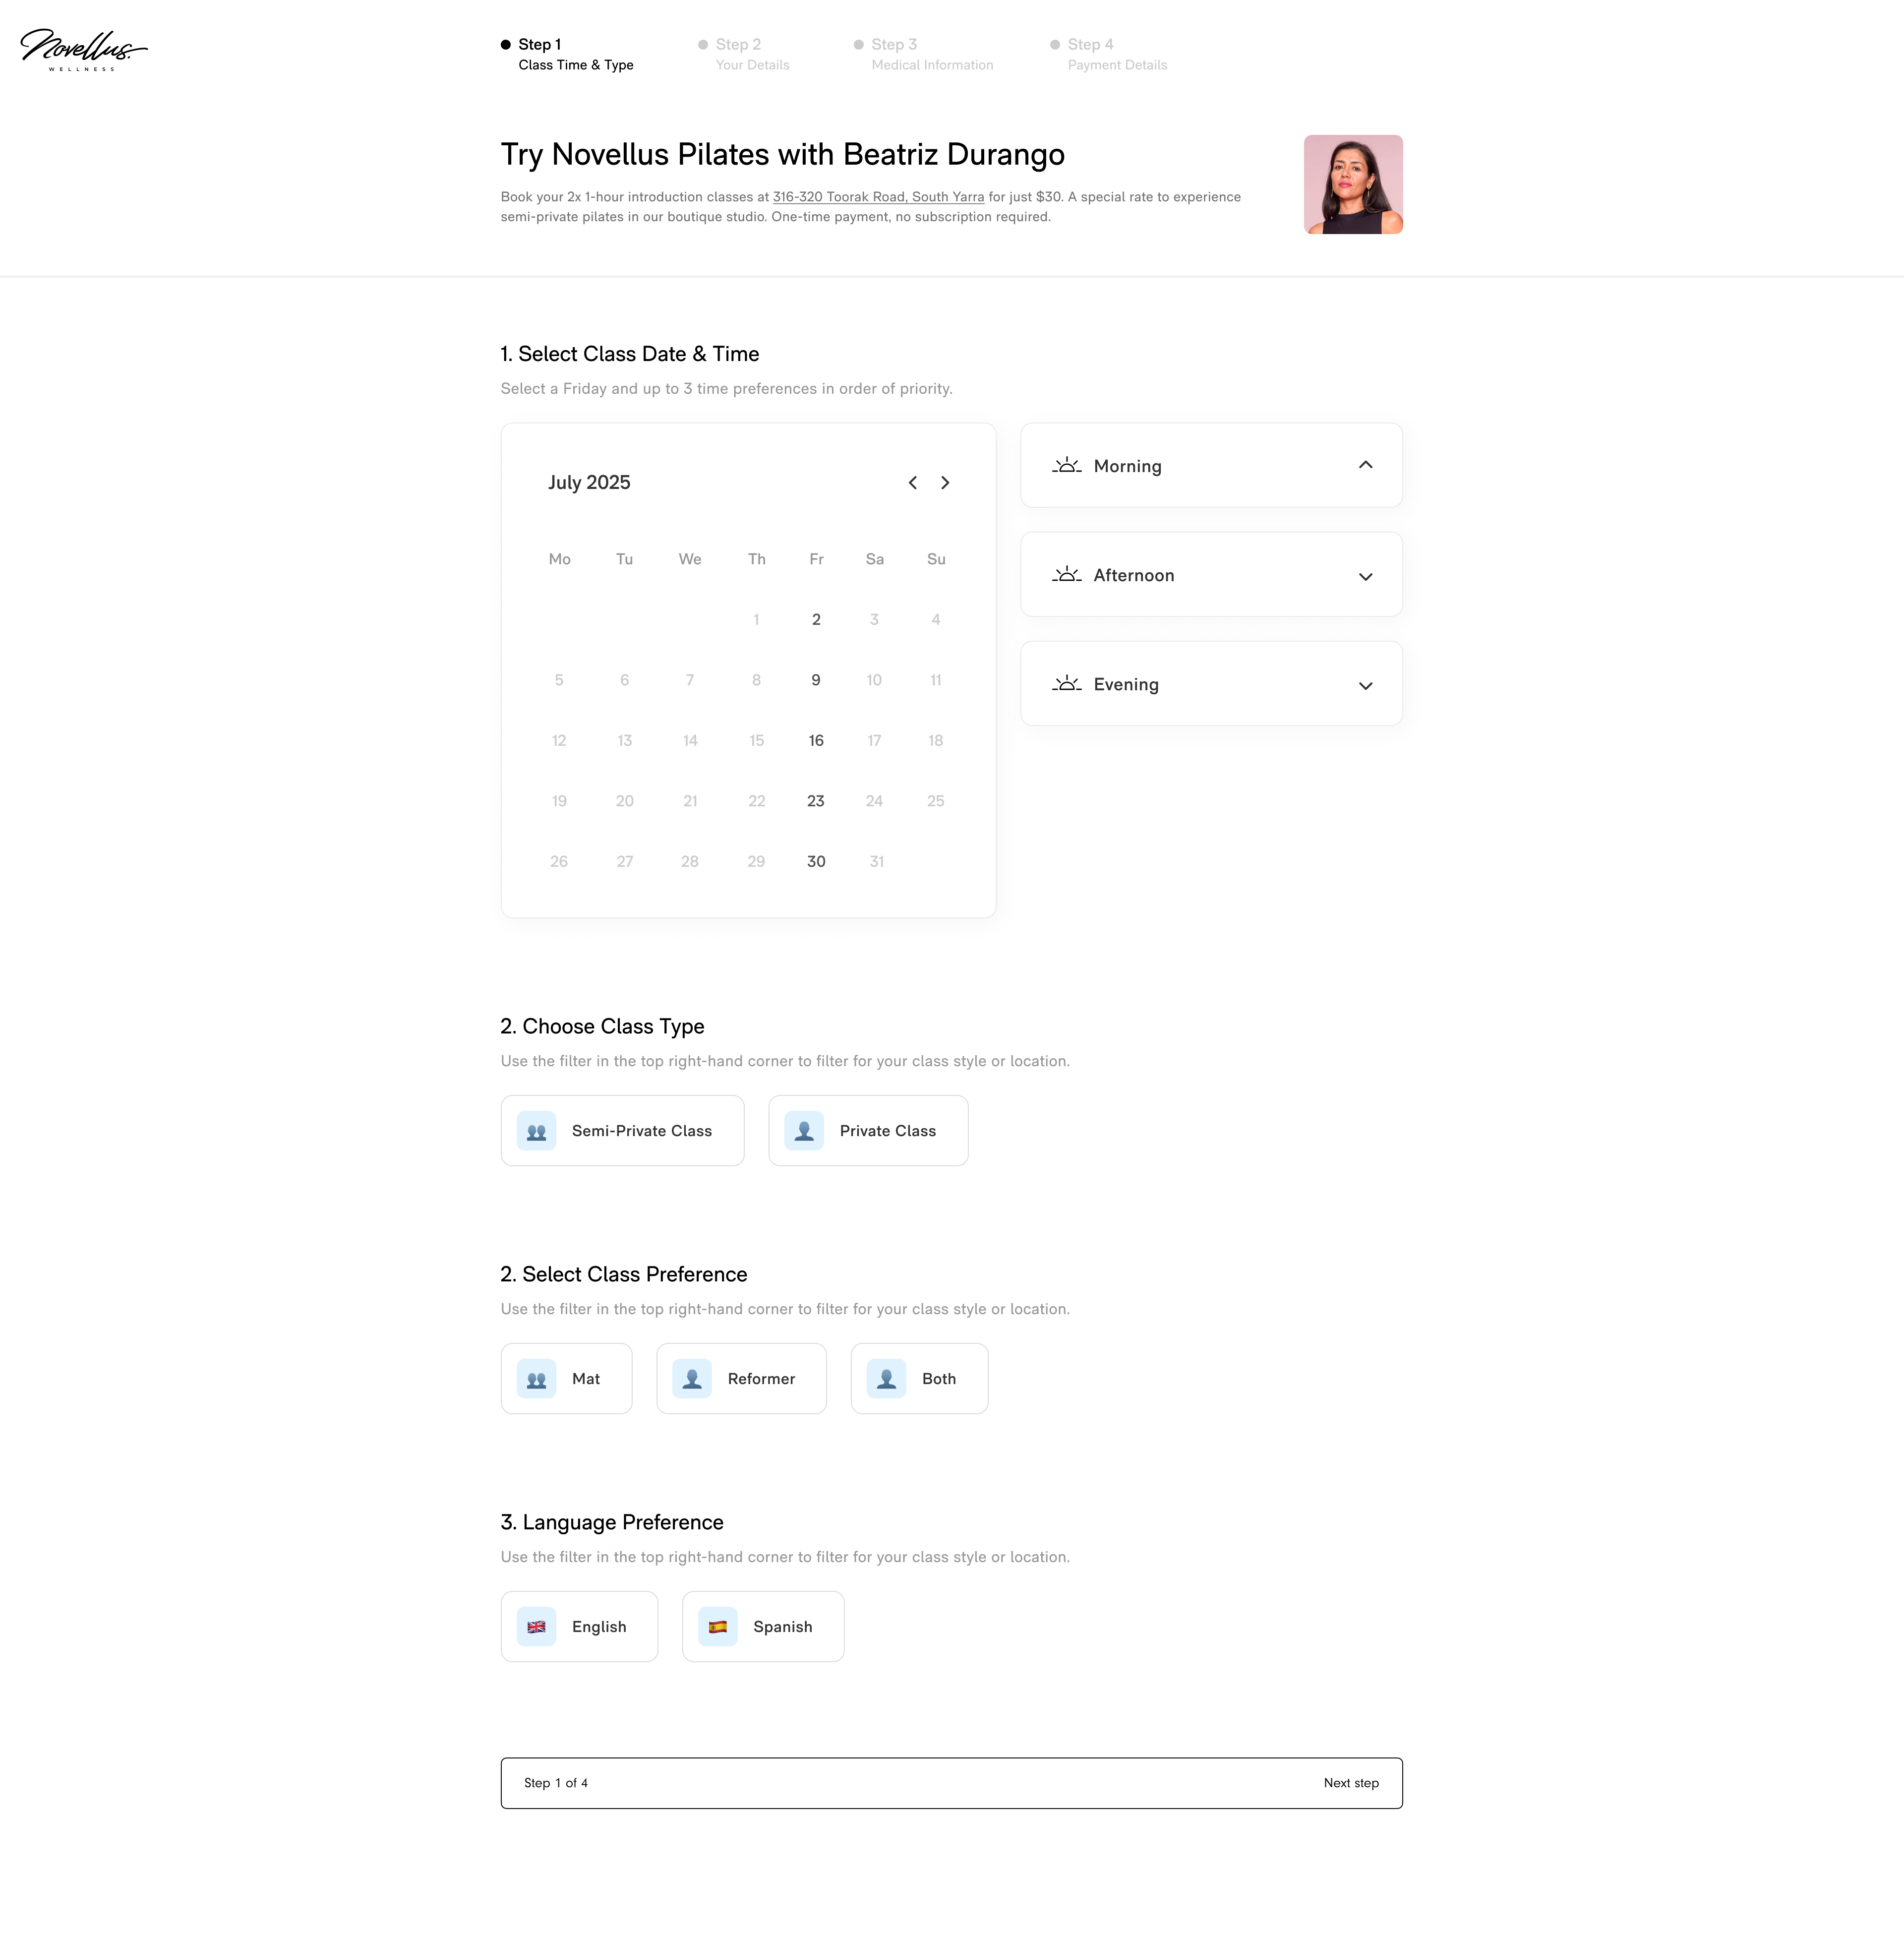 Novellus.
WELLNESS
Step 1
Class Time & Type
Step 2
Your Details
Step 3
Medical Information
Step 4
Payment Details
Try Novellus Pilates with Beatriz Durango
Book your 2x 1-hour introduction classes at 316-320 Toorak Road, South Yarra for just $30. A special rate to experience
semi-private pilates in our boutique studio. One-time payment, no subscription required.
1. Select Class Date & Time
Select a Friday and up to 3 time preferences in order of priority.
July 2025
Mo Tu We Th Fr Sa Su
1 2 3 4
5 6 7 8 9 10 11
12 13 14 15 16 17 18
19 20 21 22 23 24 25
26 27 28 29 30 31
Morning
Afternoon
Evening
2. Choose Class Type
Use the filter in the top right-hand corner to filter for your class style or location.
Semi-Private Class
Private Class
2. Select Class Preference
Use the filter in the top right-hand corner to filter for your class style or location.
Mat
Reformer
Both
3. Language Preference
Use the filter in the top right-hand corner to filter for your class style or location.
English
Spanish
Step 1 of 4
Next step